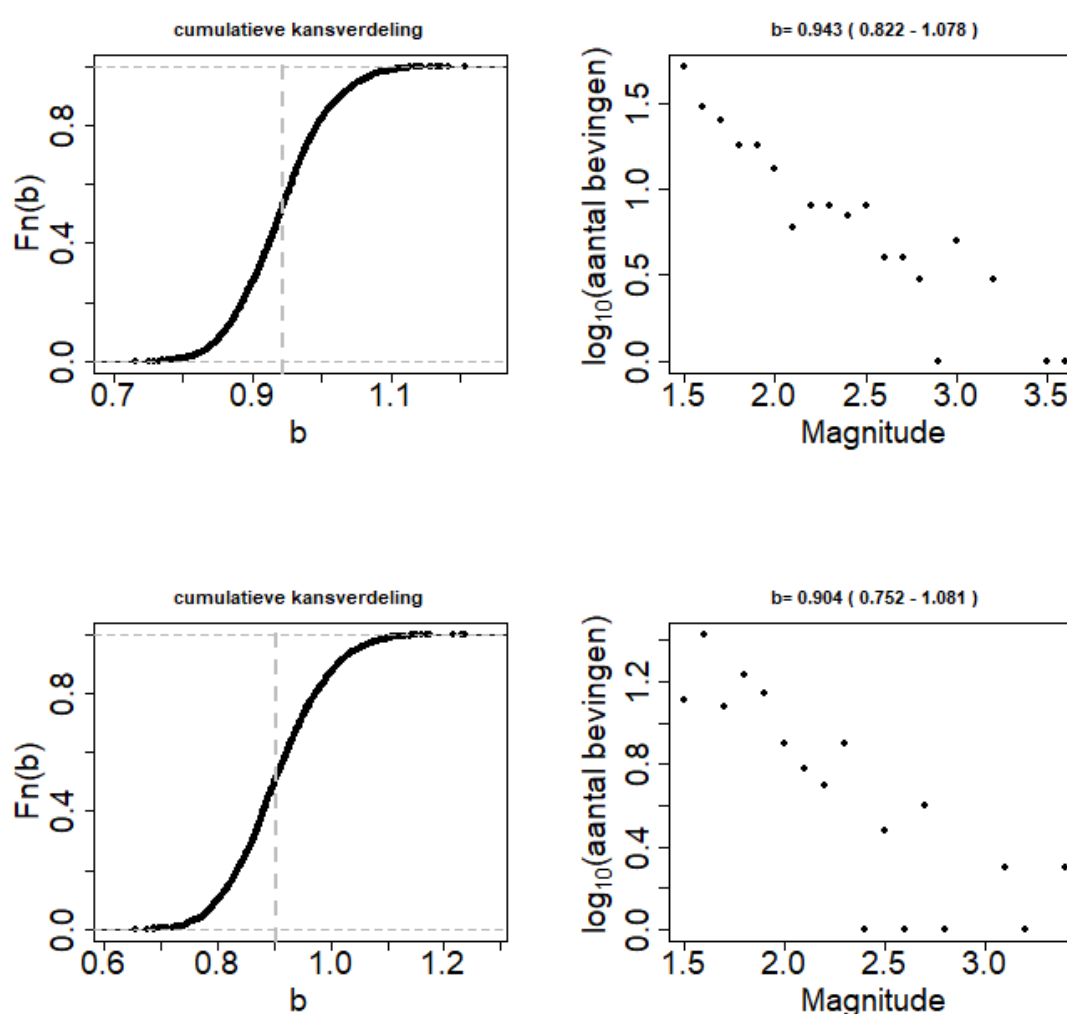 cumulatieve kansverdeling
Fn(b)
0.0 0.4 0.8
0.7 0.9 1.1
b
b= 0.943 ( 0.822 - 1.078 )
log10(aantal bevingen)
0.0 0.5 1.0 1.5
1.5 2.0 2.5 3.0 3.5
Magnitude
cumulatieve kansverdeling
Fn(b)
0.0 0.4 0.8
0.6 0.8 1.0 1.2
b
b= 0.904 ( 0.752 - 1.081 )
log10(aantal bevingen)
0.0 0.4 0.8 1.2
1.5 2.0 2.5 3.0
Magnitude